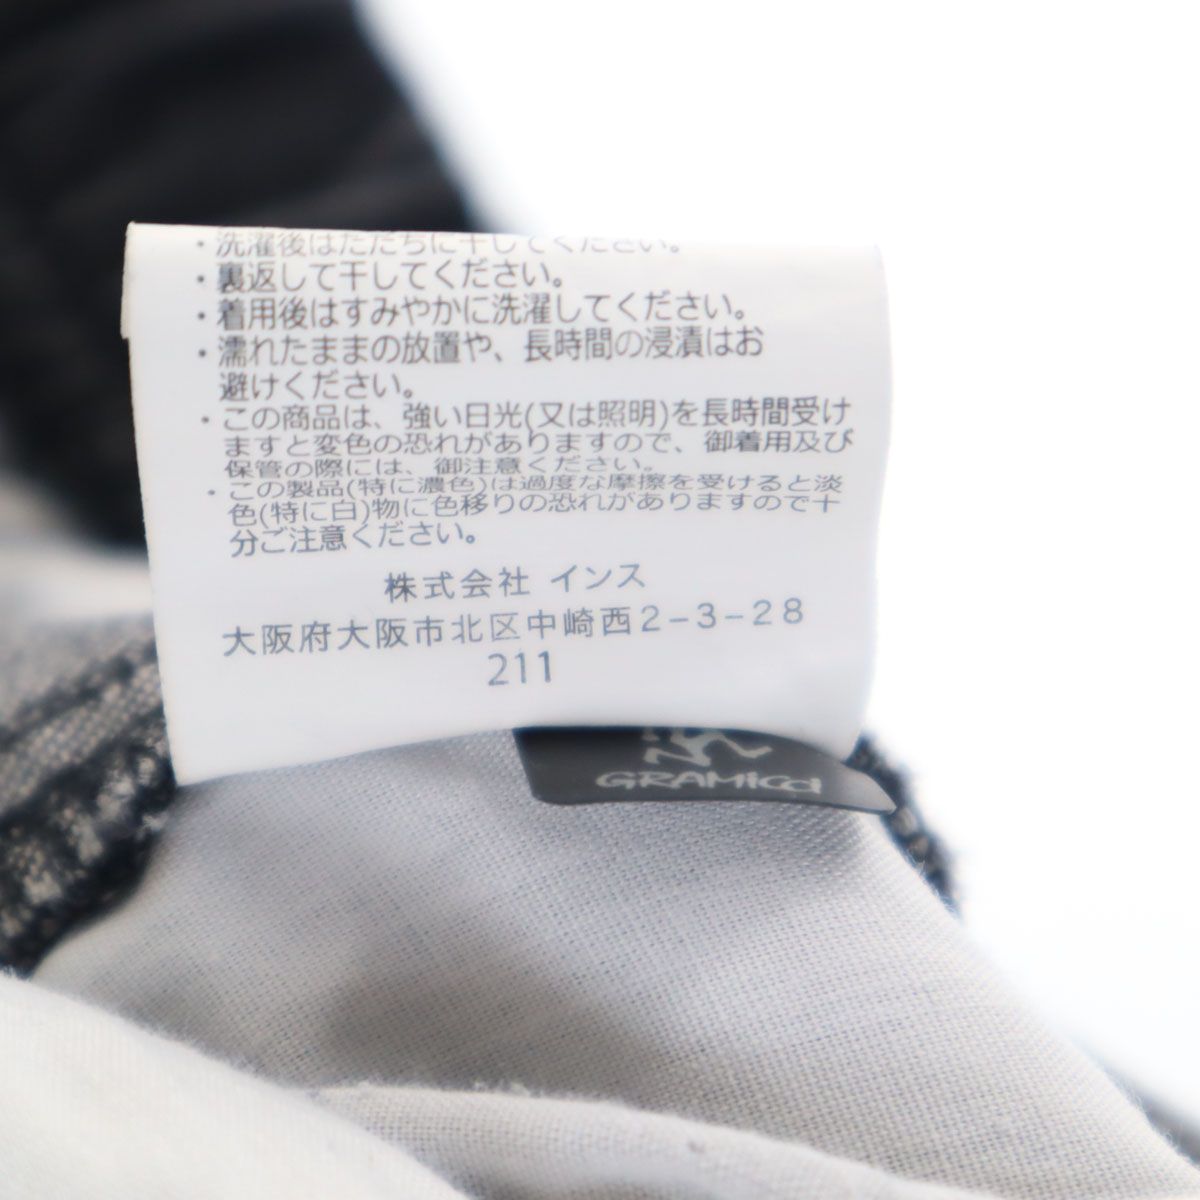 ・洗濯後はただちに干してください。
・裏返して干してください。
・着用後はすみやかに洗濯してください。
・濡れたままの放置や、長時間の浸漬はお
避けください。
・この商品は、強い日光(又は照明)を長時間受け
ますと変色の恐れがありますので、御着用及び
保管の際には、御注意ください。
・この製品(特に濃色)は過度な摩擦を受けると淡
色(特に白)物に色移りの恐れがありますので十
分ご注意ください。
株式会社 インス
大阪府大阪市北区中崎西2-3-28
211
GRAMicci